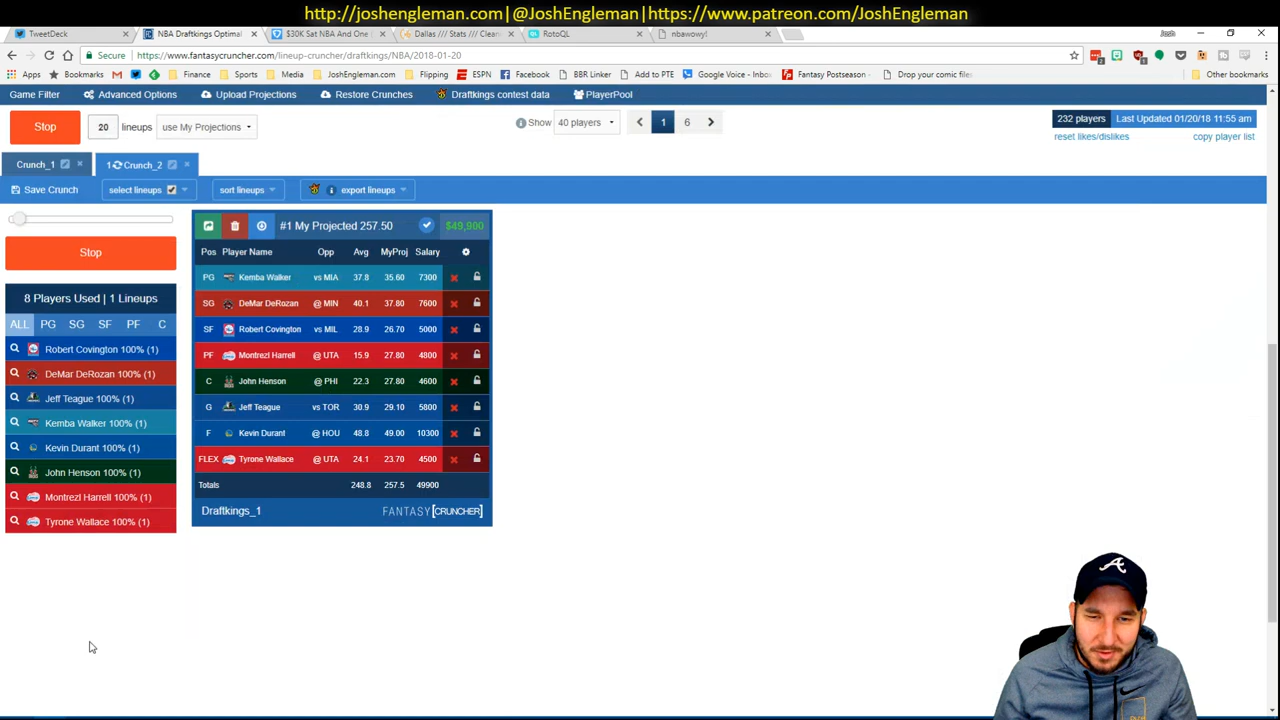 http://joshengleman.com|@JoshEngleman|https://www.patreon.com/JoshEngleman
TweetDeck × NBA Draftkings Optimal × $30K Sat NBA And One × Dallas /// Stats /// Clean × RotoQL × nbawowy! × Josh
Secure https://www.fantasycruncher.com/lineup-cruncher/draftkings/NBA/2018-01-20
Apps Bookmarks Finance Sports Media JoshEngleman.com Flipping ESPN Facebook BBR Linker Add to PTE Google Voice - Inbo Fantasy Postseason Drop your comic files Other bookmarks
Game Filter Advanced Options Upload Projections Restore Crunches Draftkings contest data PlayerPool
Stop 20 lineups use My Projections Show 40 players 1 6 232 players Last Updated 01/20/18 11:55 am
reset likes/dislikes copy player list
Crunch_1 × 1 Crunch_2 ×
Save Crunch select lineups sort lineups export lineups
#1 My Projected 257.50 $49,900
Stop
Pos Player Name Opp Avg MyProj Salary
PG Kemba Walker vs MIA 37.8 35.60 7300
SG DeMar DeRozan @ MIN 40.1 37.80 7600
SF Robert Covington vs MIL 28.9 26.70 5000
PF Montrezl Harrell @ UTA 15.9 27.80 4800
C John Henson @ PHI 22.3 27.80 4600
G Jeff Teague vs TOR 30.9 29.10 5800
F Kevin Durant @ HOU 48.8 49.00 10300
FLEX Tyrone Wallace @ UTA 24.1 23.70 4500
Totals 248.8 257.5 49900
Draftkings_1 FANTASY [CRUNCHER]
8 Players Used | 1 Lineups
ALL PG SG SF PF C
Robert Covington 100% (1)
DeMar DeRozan 100% (1)
Jeff Teague 100% (1)
Kemba Walker 100% (1)
Kevin Durant 100% (1)
John Henson 100% (1)
Montrezl Harrell 100% (1)
Tyrone Wallace 100% (1)